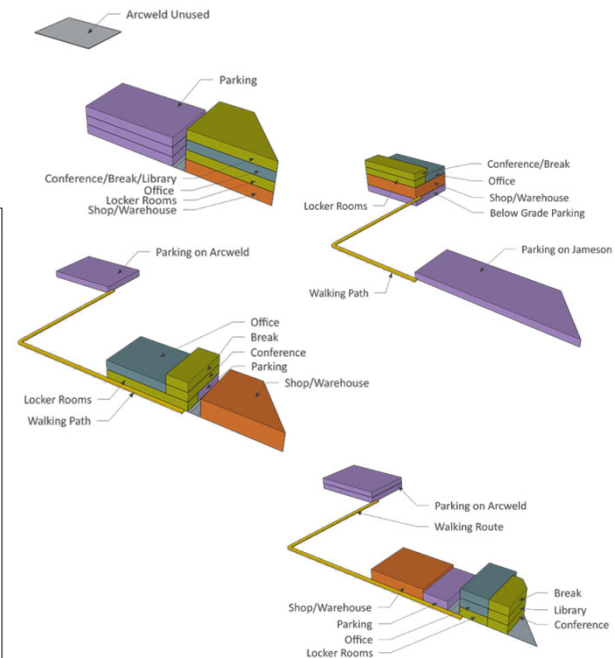 Arcweld Unused
Parking
Conference/Break/Library
Office
Locker Rooms
Shop/Warehouse
Conference/Break
Office
Shop/Warehouse
Below Grade Parking
Locker Rooms
Parking on Jameson
Walking Path
Parking on Arcweld
Office
Break
Conference
Parking
Shop/Warehouse
Locker Rooms
Walking Path
Parking on Arcweld
Walking Route
Shop/Warehouse
Parking
Office
Locker Rooms
Break
Library
Conference